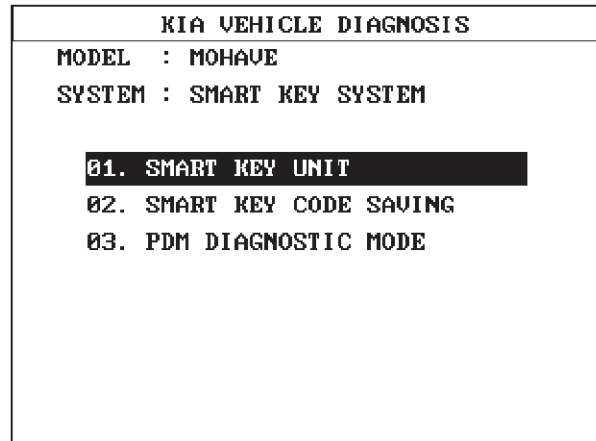 KIA VEHICLE DIAGNOSIS
MODEL : MOHAVE
SYSTEM : SMART KEY SYSTEM
01. SMART KEY UNIT
02. SMART KEY CODE SAVING
03. PDM DIAGNOSTIC MODE